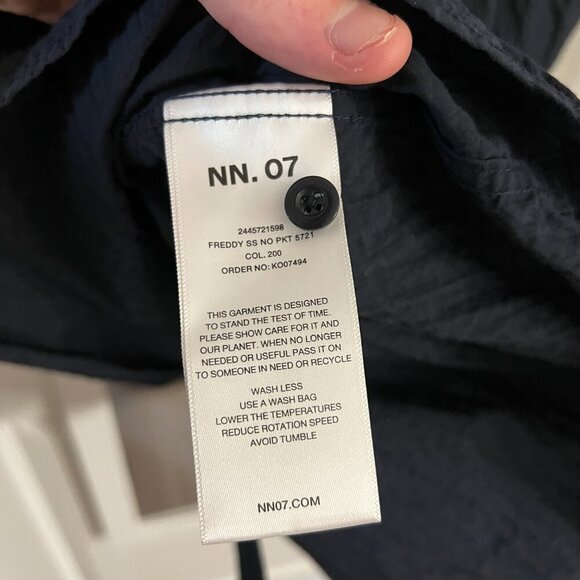 NN. 07
2445721598
FREDDY SS NO PKT 5721
COL. 200
ORDER NO: KO07494
THIS GARMENT IS DESIGNED
TO STAND THE TEST OF TIME.
PLEASE SHOW CARE FOR IT AND
OUR PLANET. WHEN NO LONGER
NEEDED OR USEFUL PASS IT ON
TO SOMEONE IN NEED OR RECYCLE
WASH LESS
USE A WASH BAG
LOWER THE TEMPERATURES
REDUCE ROTATION SPEED
AVOID TUMBLE
NN07.COM